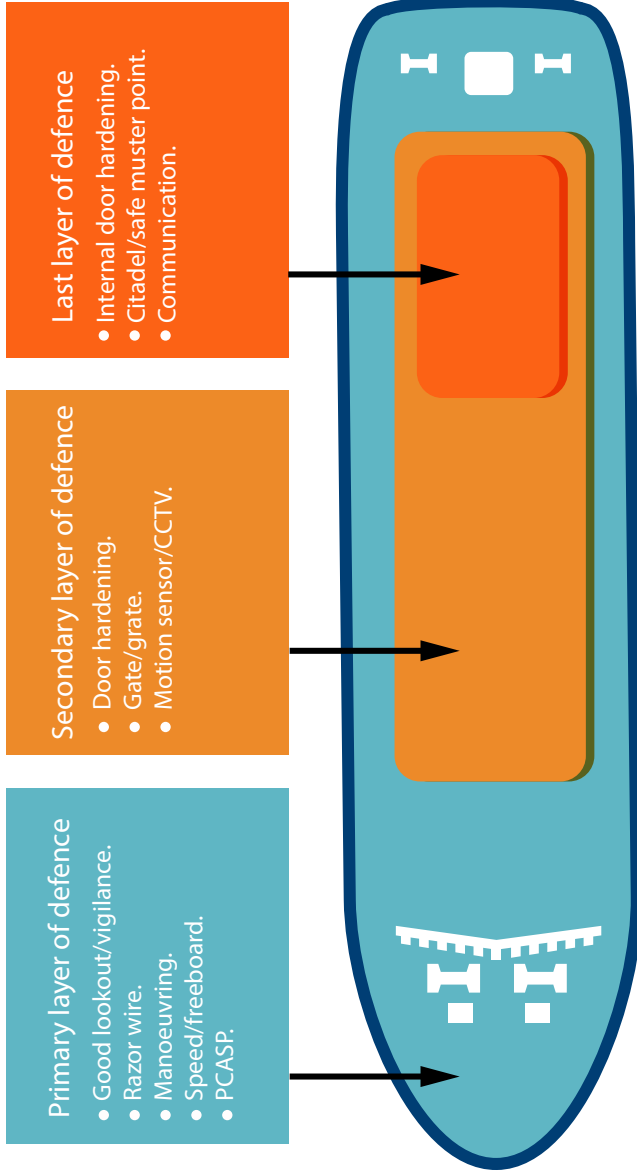 Primary layer of defence
● Good lookout/vigilance.
● Razor wire.
● Manoeuvring.
● Speed/freeboard.
● PCASP.
Secondary layer of defence
● Door hardening.
● Gate/grate.
● Motion sensor/CCTV.
Last layer of defence
● Internal door hardening.
● Citadel/safe muster point.
● Communication.